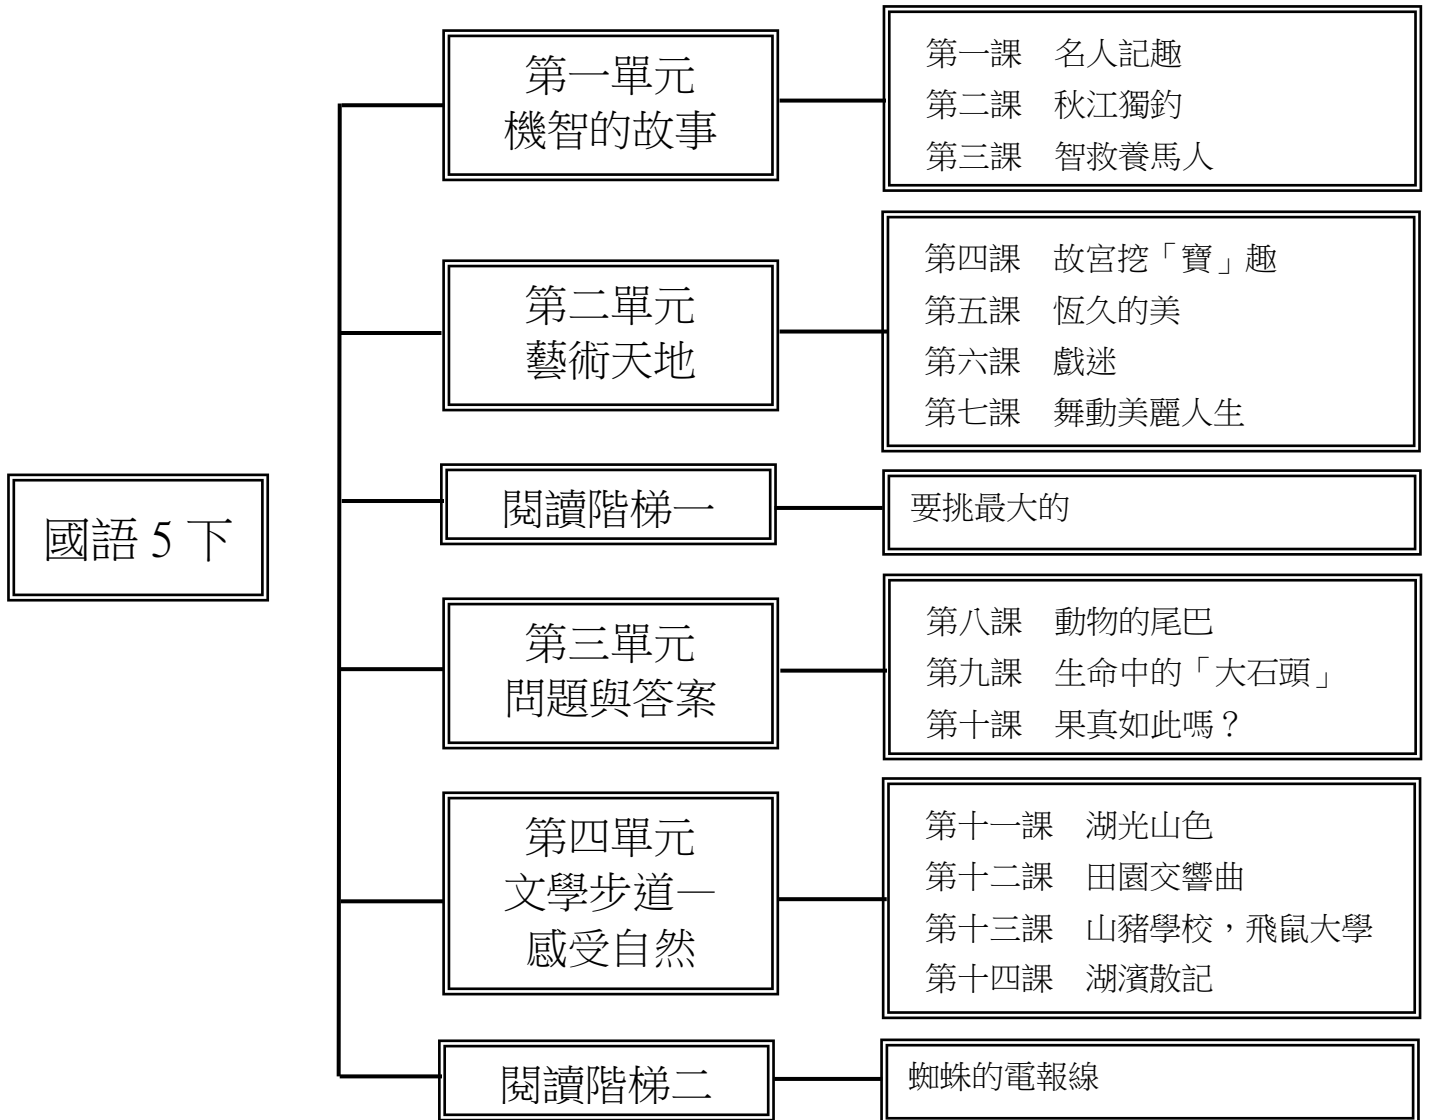 國語 5 下
第一單元
機智的故事
第一課　名人記趣
第二課　秋江獨釣
第三課　智救養馬人
第二單元
藝術天地
第四課　故宮挖「寶」趣
第五課　恆久的美
第六課　戲迷
第七課　舞動美麗人生
閱讀階梯一
要挑最大的
第三單元
問題與答案
第八課　動物的尾巴
第九課　生命中的「大石頭」
第十課　果真如此嗎？
第四單元
文學步道—
感受自然
第十一課　湖光山色
第十二課　田園交響曲
第十三課　山豬學校，飛鼠大學
第十四課　湖濱散記
閱讀階梯二
蜘蛛的電報線